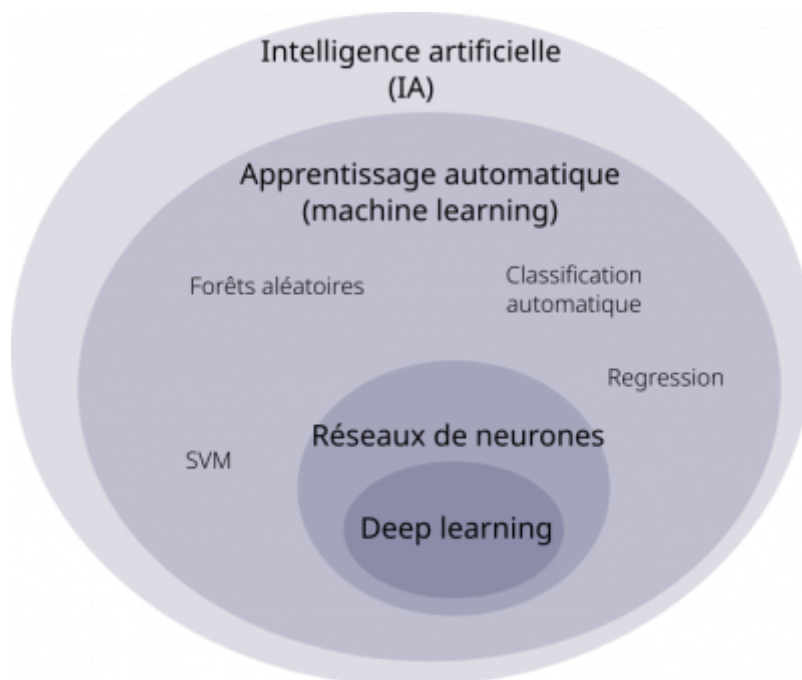 Intelligence artificielle
(IA)
Apprentissage automatique
(machine learning)
Forêts aléatoires
Classification
automatique
Regression
Réseaux de neurones
SVM
Deep learning